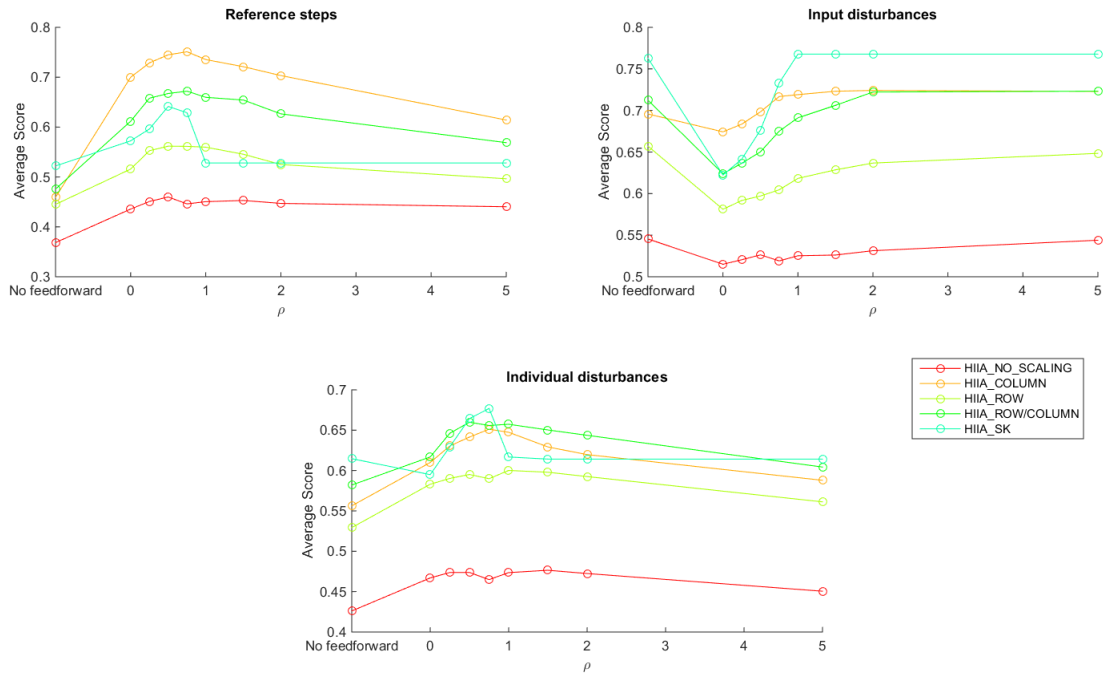 Reference steps
0.8
0.7
0.6
0.5
0.4
0.3
Average Score
No feedforward 0 1 2 3 4 5
ρ
Input disturbances
0.8
0.75
0.7
0.65
0.6
0.55
0.5
Average Score
No feedforward 0 1 2 3 4 5
ρ
Individual disturbances
0.7
0.65
0.6
0.55
0.5
0.45
0.4
Average Score
No feedforward 0 1 2 3 4 5
ρ
HIIA_NO_SCALING
HIIA_COLUMN
HIIA_ROW
HIIA_ROW/COLUMN
HIIA_SK